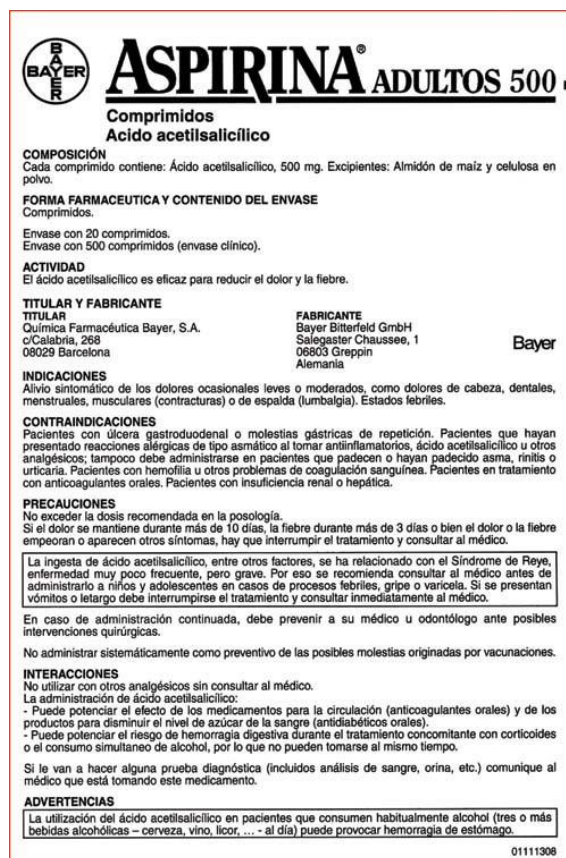 BAYER
BAYER
ASPIRINA® ADULTOS 500
Comprimidos
Acido acetilsalicílico
COMPOSICIÓN
Cada comprimido contiene: Ácido acetilsalicílico, 500 mg. Excipientes: Almidón de maíz y celulosa en
polvo.
FORMA FARMACEUTICA Y CONTENIDO DEL ENVASE
Comprimidos.
Envase con 20 comprimidos.
Envase con 500 comprimidos (envase clínico).
ACTIVIDAD
El ácido acetilsalicílico es eficaz para reducir el dolor y la fiebre.
TITULAR Y FABRICANTE
TITULAR
Química Farmacéutica Bayer, S.A.
c/Calabria, 268
08029 Barcelona
FABRICANTE
Bayer Bitterfeld GmbH
Salegaster Chaussee, 1
06803 Greppin
Alemania
Bayer
INDICACIONES
Alivio sintomático de los dolores ocasionales leves o moderados, como dolores de cabeza, dentales,
menstruales, musculares (contracturas) o de espalda (lumbalgia). Estados febriles.
CONTRAINDICACIONES
Pacientes con úlcera gastroduodenal o molestias gástricas de repetición. Pacientes que hayan
presentado reacciones alérgicas de tipo asmático al tomar antiinflamatorios, ácido acetilsalicílico u otros
analgésicos; tampoco debe administrarse en pacientes que padecen o hayan padecido asma, rinitis o
urticaria. Pacientes con hemofilia u otros problemas de coagulación sanguínea. Pacientes en tratamiento
con anticoagulantes orales. Pacientes con insuficiencia renal o hepática.
PRECAUCIONES
No exceder la dosis recomendada en la posología.
Si el dolor se mantiene durante más de 10 días, la fiebre durante más de 3 días o bien el dolor o la fiebre
empeoran o aparecen otros síntomas, hay que interrumpir el tratamiento y consultar al médico.
La ingesta de ácido acetilsalicílico, entre otros factores, se ha relacionado con el Síndrome de Reye,
enfermedad muy poco frecuente, pero grave. Por eso se recomienda consultar al médico antes de
administrarlo a niños y adolescentes en casos de procesos febriles, gripe o varicela. Si se presentan
vómitos o letargo debe interrumpirse el tratamiento y consultar inmediatamente al médico.
En caso de administración continuada, debe prevenir a su médico u odontólogo ante posibles
intervenciones quirúrgicas.
No administrar sistemáticamente como preventivo de las posibles molestias originadas por vacunaciones.
INTERACCIONES
No utilizar con otros analgésicos sin consultar al médico.
La administración de ácido acetilsalicílico:
- Puede potenciar el efecto de los medicamentos para la circulación (anticoagulantes orales) y de los
productos para disminuir el nivel de azúcar de la sangre (antidiabéticos orales).
- Puede potenciar el riesgo de hemorragia digestiva durante el tratamiento concomitante con corticoides
o el consumo simultaneo de alcohol, por lo que no pueden tomarse al mismo tiempo.
Si le van a hacer alguna prueba diagnóstica (incluidos análisis de sangre, orina, etc.) comunique al
médico que está tomando este medicamento.
ADVERTENCIAS
La utilización del ácido acetilsalicílico en pacientes que consumen habitualmente alcohol (tres o más
bebidas alcohólicas – cerveza, vino, licor, ... - al día) puede provocar hemorragia de estómago.
01111308